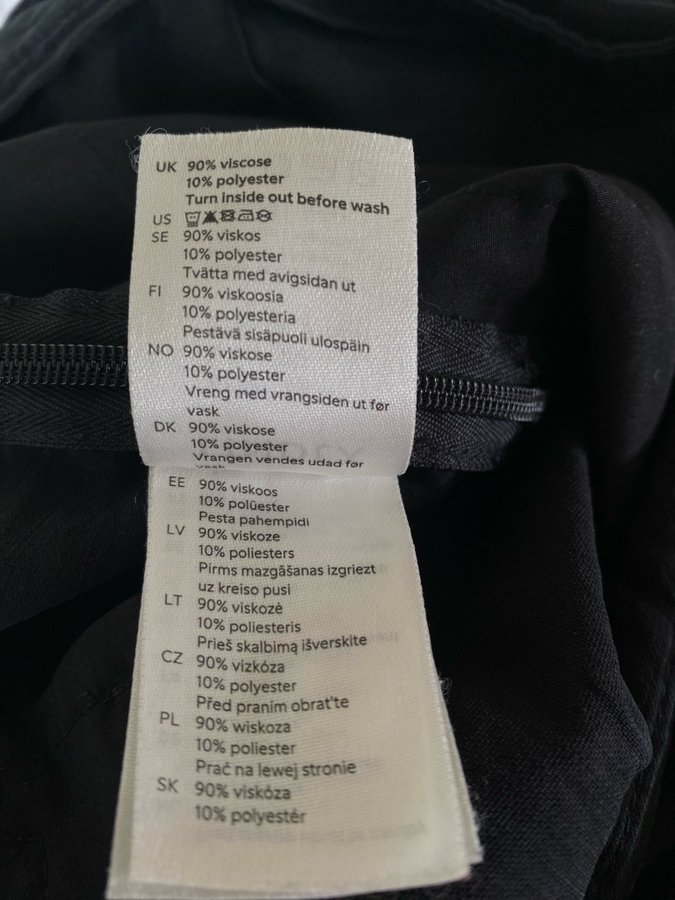 UK 90% viscose
10% polyester
Turn inside out before wash
US
SE 90% viskos
10% polyester
Tvätta med avigsidan ut
FI 90% viskoosia
10% polyesteria
Pestävä sisäpuoli ulospäin
NO 90% viskose
10% polyester
Vreng med vrangsiden ut før
vask
DK 90% viskose
10% polyester
Vrangen vendes udad før
EE 90% viskoos
10% polüester
Pesta pahempidi
LV 90% viskoze
10% poliesters
Pirms mazgāšanas izgriezt
uz kreiso pusi
LT 90% viskozė
10% poliesteris
Prieš skalbimą išverskite
CZ 90% vizkóza
10% polyester
Před pranim obrat'te
PL 90% wiskoza
10% poliester
Prać na lewej stronie
SK 90% viskóza
10% polyestér